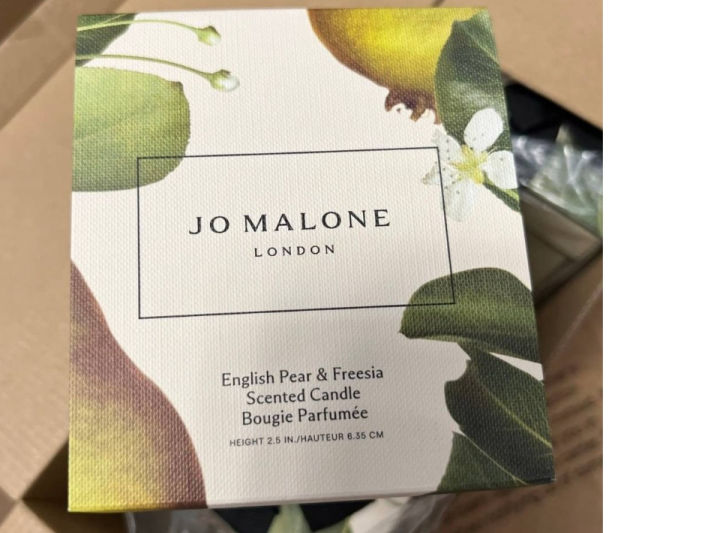 JO MALONE
LONDON
English Pear & Freesia
Scented Candle
Bougie Parfumée
HEIGHT 2.5 IN./HAUTEUR 6.35 CM